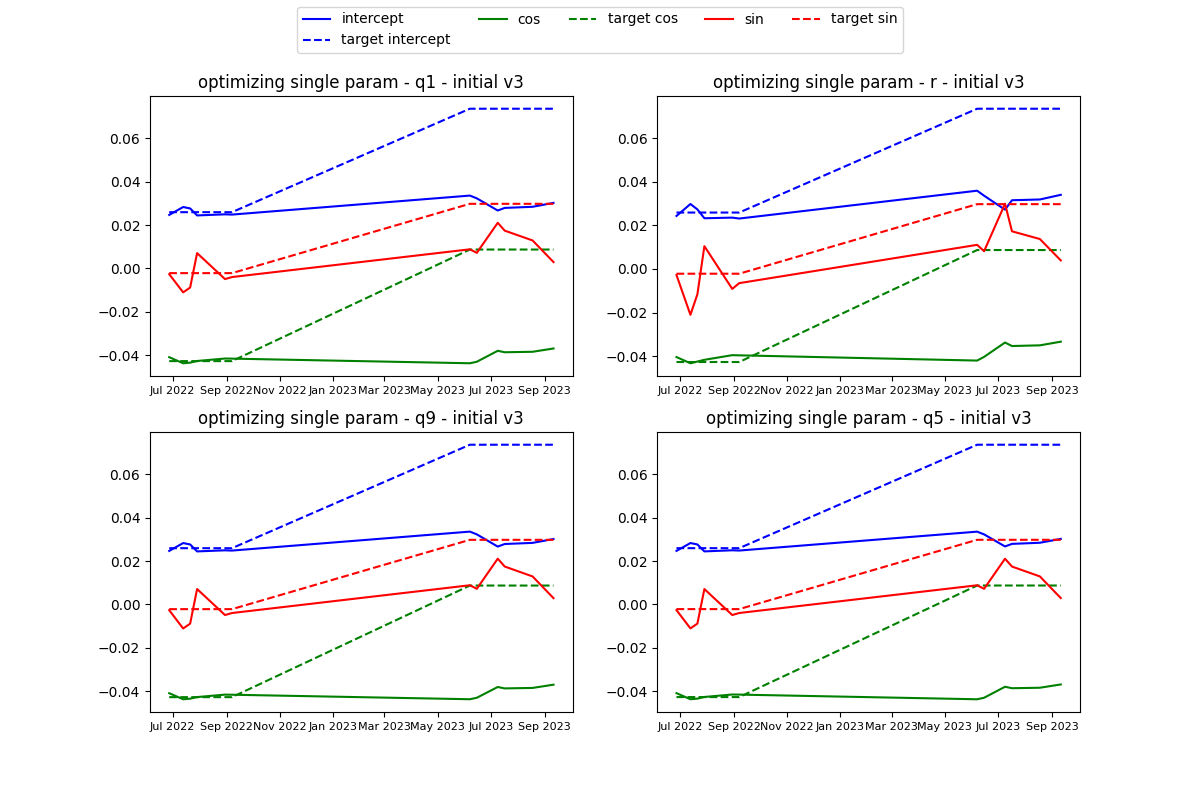 intercept cos target cos sin target sin
target intercept
optimizing single param - q1 - initial v3
0.06
0.04
0.02
0.00
−0.02
−0.04
Jul 2022 Sep 2022 Nov 2022 Jan 2023 Mar 2023 May 2023 Jul 2023 Sep 2023
optimizing single param - r - initial v3
0.06
0.04
0.02
0.00
−0.02
−0.04
Jul 2022 Sep 2022 Nov 2022 Jan 2023 Mar 2023 May 2023 Jul 2023 Sep 2023
optimizing single param - q9 - initial v3
0.06
0.04
0.02
0.00
−0.02
−0.04
Jul 2022 Sep 2022 Nov 2022 Jan 2023 Mar 2023 May 2023 Jul 2023 Sep 2023
optimizing single param - q5 - initial v3
0.06
0.04
0.02
0.00
−0.02
−0.04
Jul 2022 Sep 2022 Nov 2022 Jan 2023 Mar 2023 May 2023 Jul 2023 Sep 2023